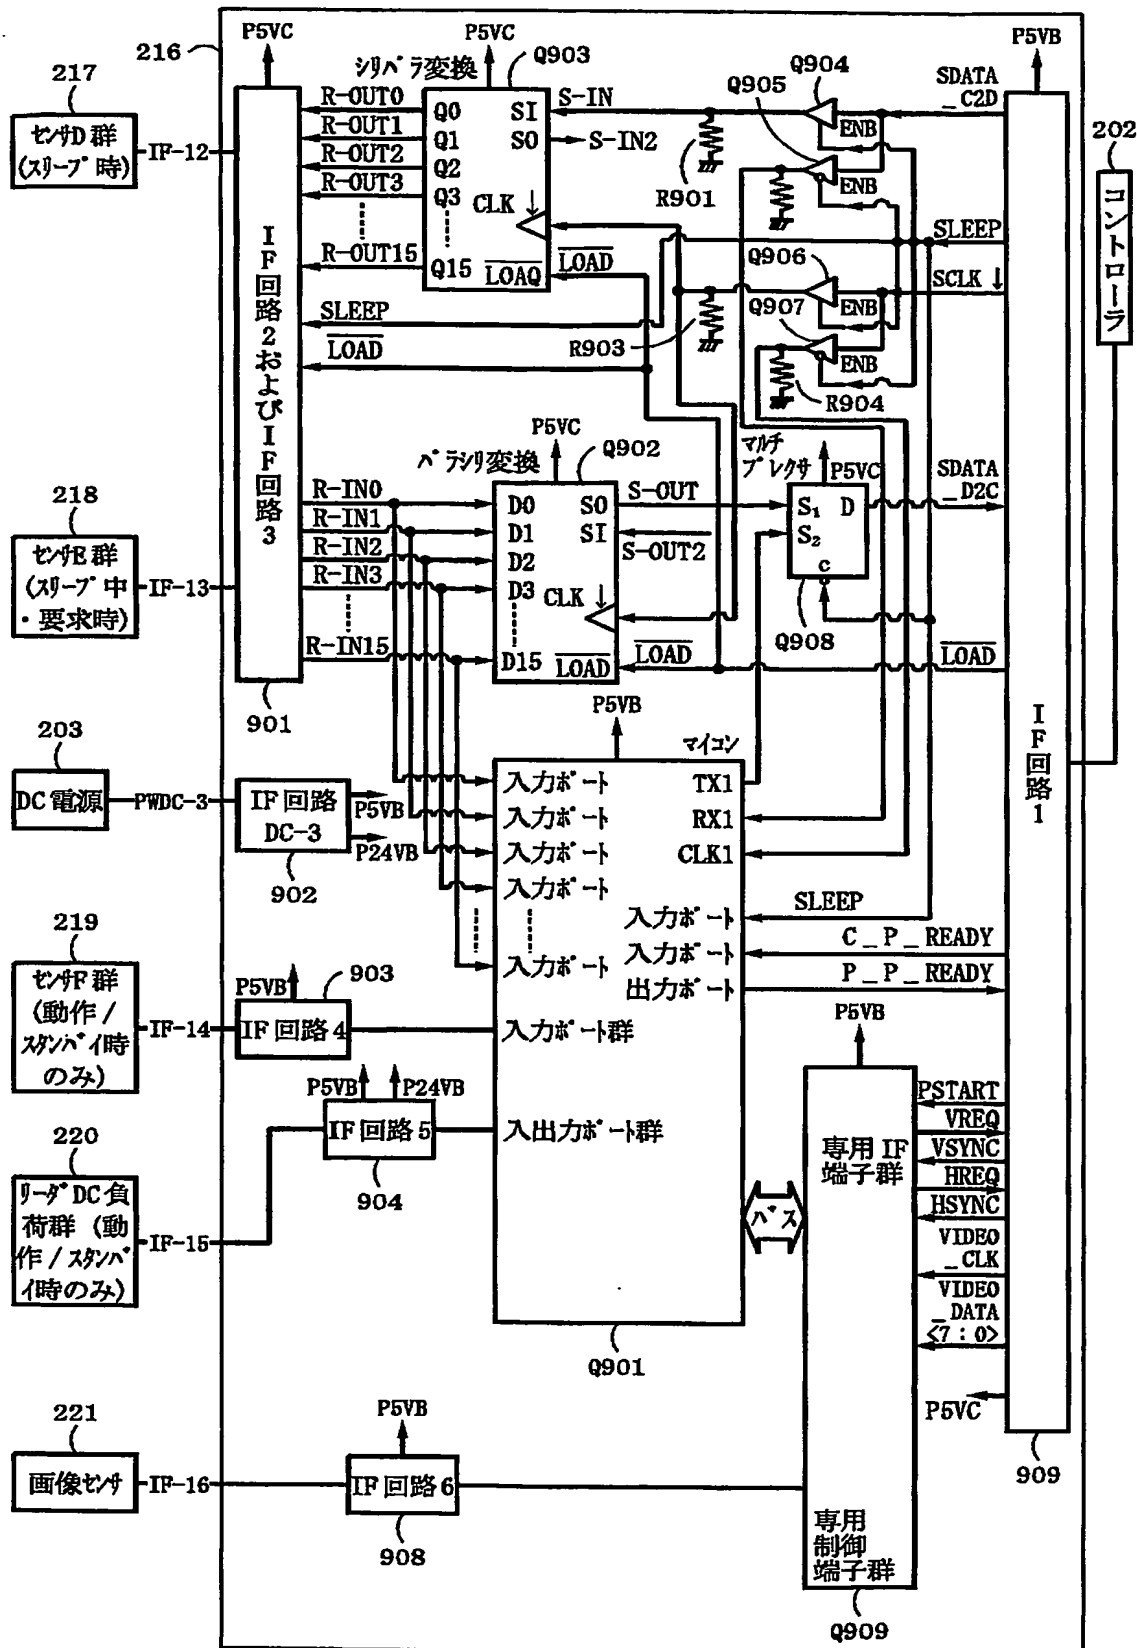 216
P5VC
P5VC
P5VB
217
センサD 群
(スリープ 時)
IF-12
シリパラ変換
Q903
R-OUT0
R-OUT1
R-OUT2
R-OUT3
R-OUT15
Q0
Q1
Q2
Q3
Q15
SI
SO
CLK ↓
LOAQ
S-IN
S-IN2
LOAD
SLEEP
LOAD
Q904
Q905
ENB
ENB
R901
Q906
Q907
ENB
ENB
R903
R904
SDATA
_C2D
SLEEP
SCLK ↓
202
コントローラ
IF回路2およびIF回路3
901
218
センサE 群
(スリープ 中
・要求時)
IF-13
P5VC
パラシリ変換
Q902
R-IN0
R-IN1
R-IN2
R-IN3
R-IN15
D0
D1
D2
D3
D15
SO
SI
CLK ↓
LOAD
S-OUT
S-OUT2
LOAD
マルチ
プレクサ
P5VC
S1 D
S2
c
Q908
SDATA
_D2C
LOAD
IF回路1
909
203
DC 電源
PWDC-3
IF 回路
DC-3
902
P5VB
P24VB
P5VB
マイコン
入力ポート
入力ポート
入力ポート
入力ポート
入力ポート
TX1
RX1
CLK1
入力ポート
入力ポート
出力ポート
SLEEP
C_P_READY
P_P_READY
入力ポート群
入出力ポート群
Q901
219
センサF 群
(動作 /
スタンバイ時
のみ)
IF-14
P5VB
903
IF 回路 4
P5VB
P24VB
IF 回路 5
904
220
リーダ DC 負
荷群 (動
作 / スタンバ
イ時のみ)
IF-15
バス
P5VB
専用 IF
端子群
PSTART
VREQ
VSYNC
HREQ
HSYNC
VIDEO
_CLK
VIDEO
_DATA
<7:0>
P5VC
221
画像センサ
IF-16
P5VB
IF 回路 6
908
専用
制御
端子群
Q909